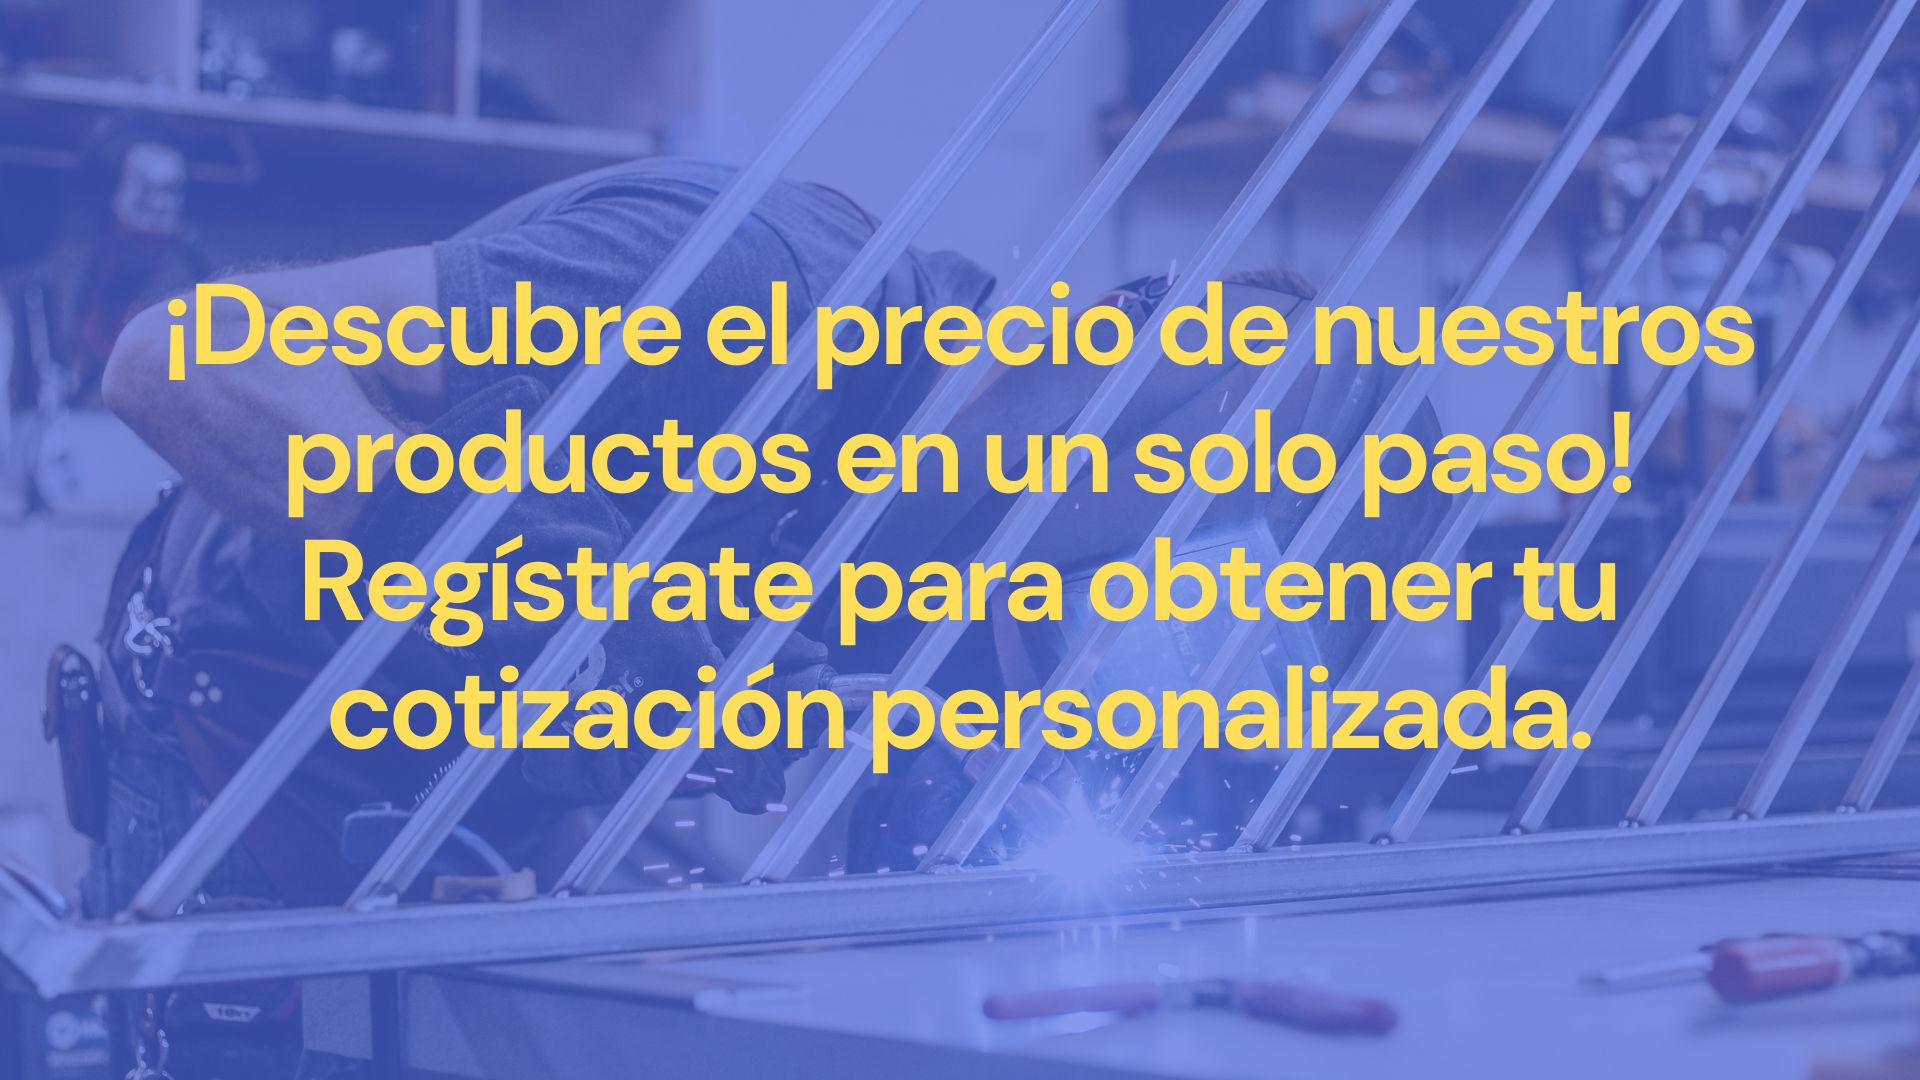 ¡Descubre el precio de nuestros
productos en un solo paso!
Regístrate para obtener tu
cotización personalizada.